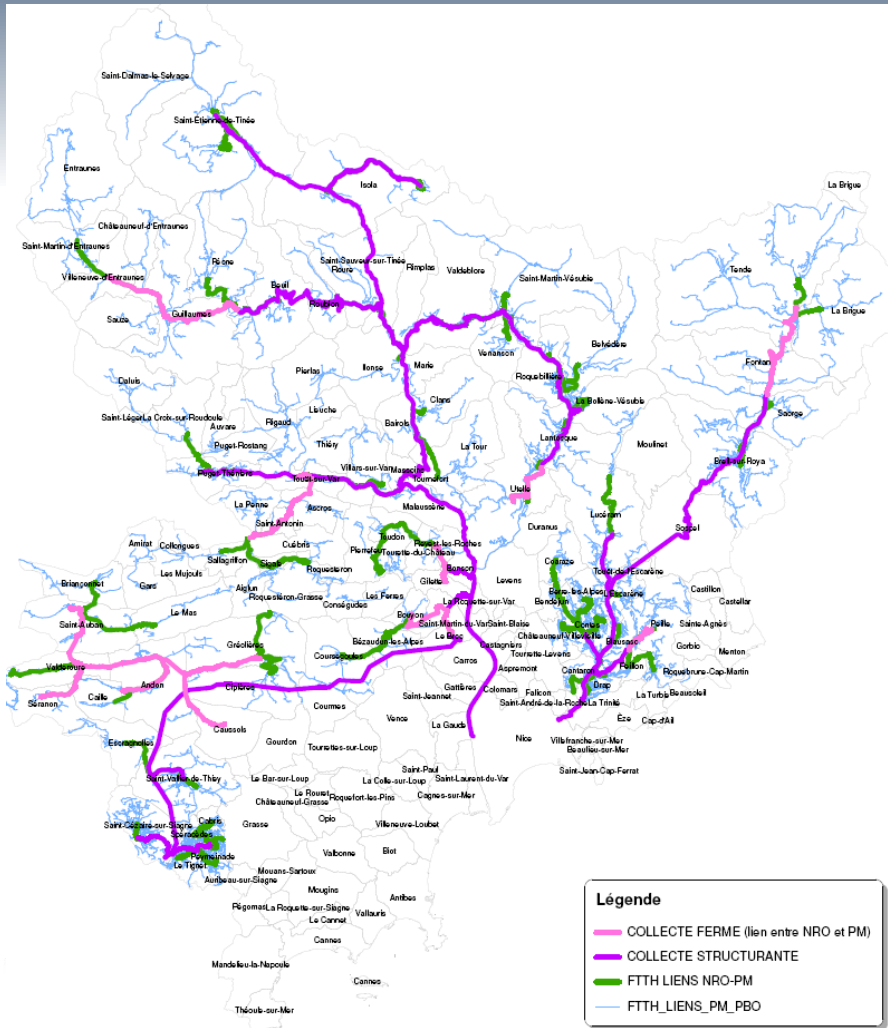 Saint-Dalmas-le-Selvage
Saint-Étienne-de-Tinée
Entraunes
Isola
La Brigue
Châteauneuf-d'Entraunes
Saint-Martin-d'Entraunes
Péone
Saint-Sauveur-sur-Tinée
Roure
Rimplas
Valdeblore
Saint-Martin-Vésubie
Tende
Villeneuve-d'Entraunes
Beuil
Guillaumes
Roubion
Sauze
La Brigue
Belvédère
Venanson
Fontan
Marie
Ilonse
Pierlas
Roquebillière
Daluis
Clans
La Bollène-Vésubie
Lieuche
Saint-Léger
La Croix-sur-Roudoule
Auvare
Rigaud
Bairols
Saorge
Puget-Rostang
Thiéry
La Tour
Lantosque
Moulinet
Breil-sur-Roya
Villars-sur-Var
Massoins
Puget-Théniers
Touët-sur-Var
Tournefort
Utelle
La Penne
Ascros
Malaussène
Lucéram
Saint-Antonin
Duranus
Sospel
Amirat
Collongues
Cuébris
Toudon
Revest-les-Roches
Pierrefeu
Tourette-du-Château
Sallagriffon
Sigale
Roquesteron
Coaraze
Touët-de-l'Escarène
Briançonnet
Gars
Les Mujouls
Bonson
Gilette
Levens
Aiglun
Roquestéron-Grasse
Les Ferres
Berre-les-Alpes
Bendejun
L'Escarène
Castillon
Conségudes
La Roquette-sur-Var
Castellar
Le Mas
Bouyon
Saint-Auban
Saint-Martin-du-Var
Saint-Blaise
Contes
Peille
Sainte-Agnès
Bézaudun-les-Alpes
Le Broc
Châteauneuf-Villevieille
Blausasc
Gréolières
Coursegoules
Castagniers
Tourrette-Levens
Gorbio
Menton
Valderoure
Carros
Aspremont
Cantaron
Peillon
Roquebrune-Cap-Martin
Andon
Cipières
Gattières
Colomars
Falicon
Drap
La Turbie
Beausoleil
Séranon
Caille
Saint-Jeannet
Saint-André-de-la-Roche
La Trinité
Courmes
Èze
Cap-d'Ail
Caussols
Vence
La Gaude
Nice
Escragnolles
Gourdon
Tourrettes-sur-Loup
Villefranche-sur-Mer
Beaulieu-sur-Mer
Saint-Paul
Saint-Jean-Cap-Ferrat
Saint-Vallier-de-Thiey
Le Bar-sur-Loup
La Colle-sur-Loup
Saint-Laurent-du-Var
Le Rouret
Châteauneuf-Grasse
Roquefort-les-Pins
Cagnes-sur-Mer
Cabris
Opio
Saint-Cézaire-sur-Siagne
Spéracèdes
Grasse
Villeneuve-Loubet
Peymeinade
Valbonne
Biot
Le Tignet
Mouans-Sartoux
Auribeau-sur-Siagne
Mougins
Antibes
Pégomas
La Roquette-sur-Siagne
Vallauris
Le Cannet
Cannes
Mandelieu-la-Napoule
Cannes
Théoule-sur-Mer
Légende
COLLECTE FERME (lien entre NRO et PM)
COLLECTE STRUCTURANTE
FTTH LIENS NRO-PM
FTTH_LIENS_PM_PBO